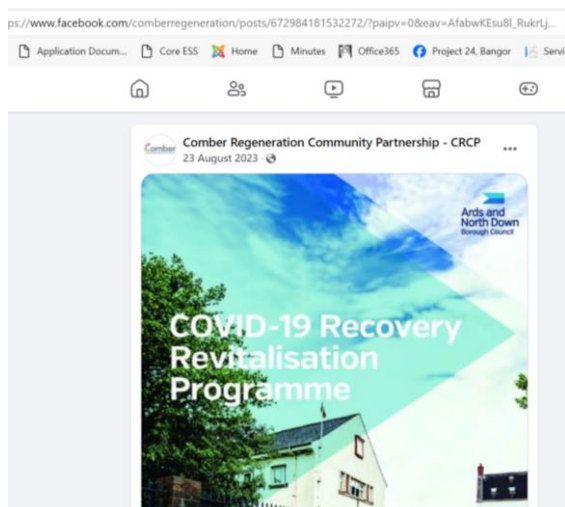 ps://www.facebook.com/comberregeneration/posts/672984181532272/?paipv=0&eav=AfabwKEsu8l_RukrLj...
Application Docum... Core ESS Home Minutes Office365 Project 24, Bangor Servi
Comber Regeneration Community Partnership - CRCP
23 August 2023
Comber
Ards and
North Down
Borough Council
COVID-19 Recovery
Revitalisation
Programme